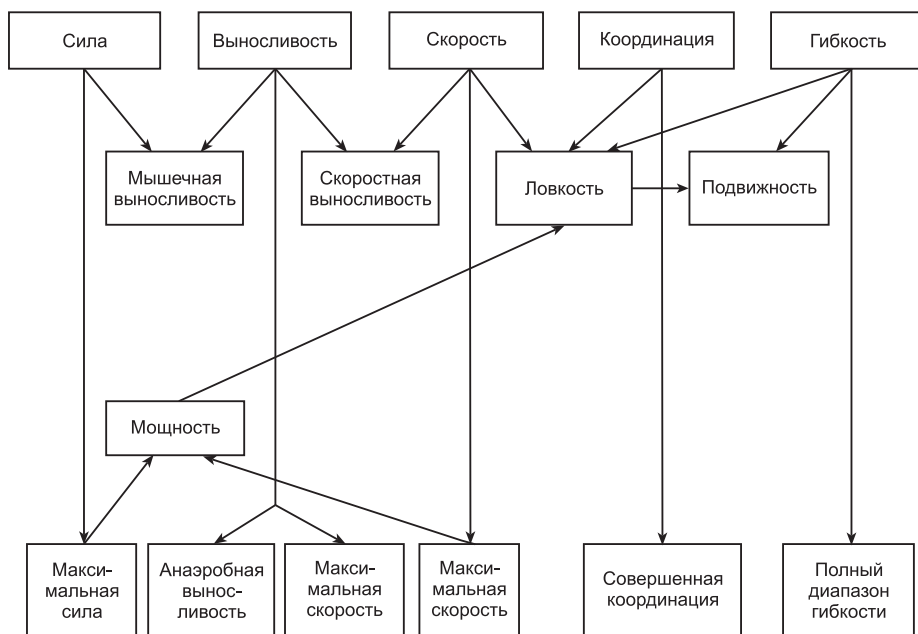 Сила
Выносливость
Скорость
Координация
Гибкость
Мышечная
выносливость
Скоростная
выносливость
Ловкость
Подвижность
Мощность
Макси-
мальная
сила
Анаэробная
вынос-
ливость
Макси-
мальная
скорость
Макси-
мальная
скорость
Совершенная
координация
Полный
диапазон
гибкости